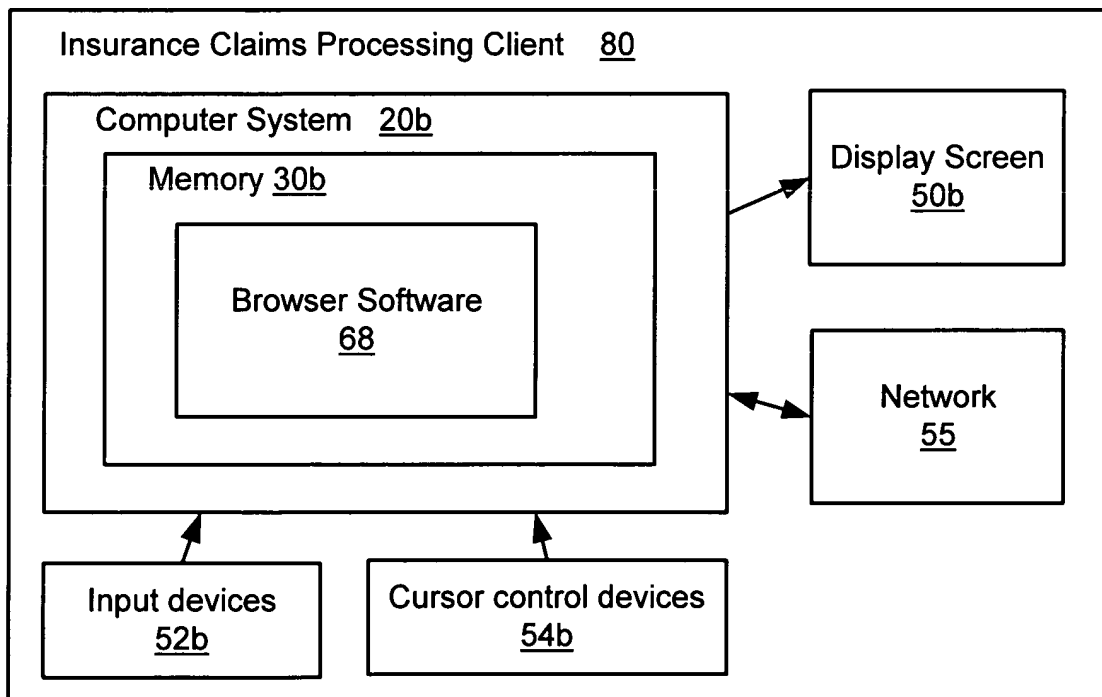 Insurance Claims Processing Client 80
Computer System 20b
Memory 30b
Browser Software
68
Display Screen
50b
Network
55
Input devices
52b
Cursor control devices
54b